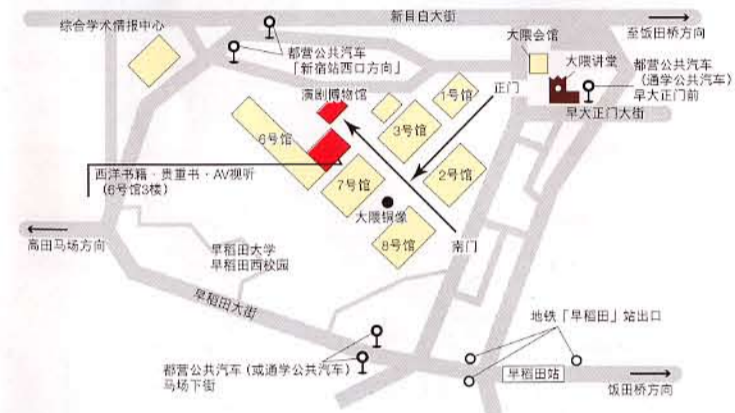 新目白大街
综合学术情报中心
至饭田桥方向
大隈会馆
都营公共汽车
「新宿站西口方向」
大隈讲堂
都营公共汽车
(通学公共汽车)
早大正门前
演剧博物馆
1号馆
正门
早大正门大街
6号馆
3号馆
西洋书籍·贵重书·AV视听
(6号馆3楼)
7号馆
2号馆
大隈铜像
高田马场方向
早稻田大学
早稻田西校园
8号馆
南门
早稻田大街
地铁「早稻田」站出口
都营公共汽车(或通学公共汽车)
马场下街
早稻田站
饭田桥方向